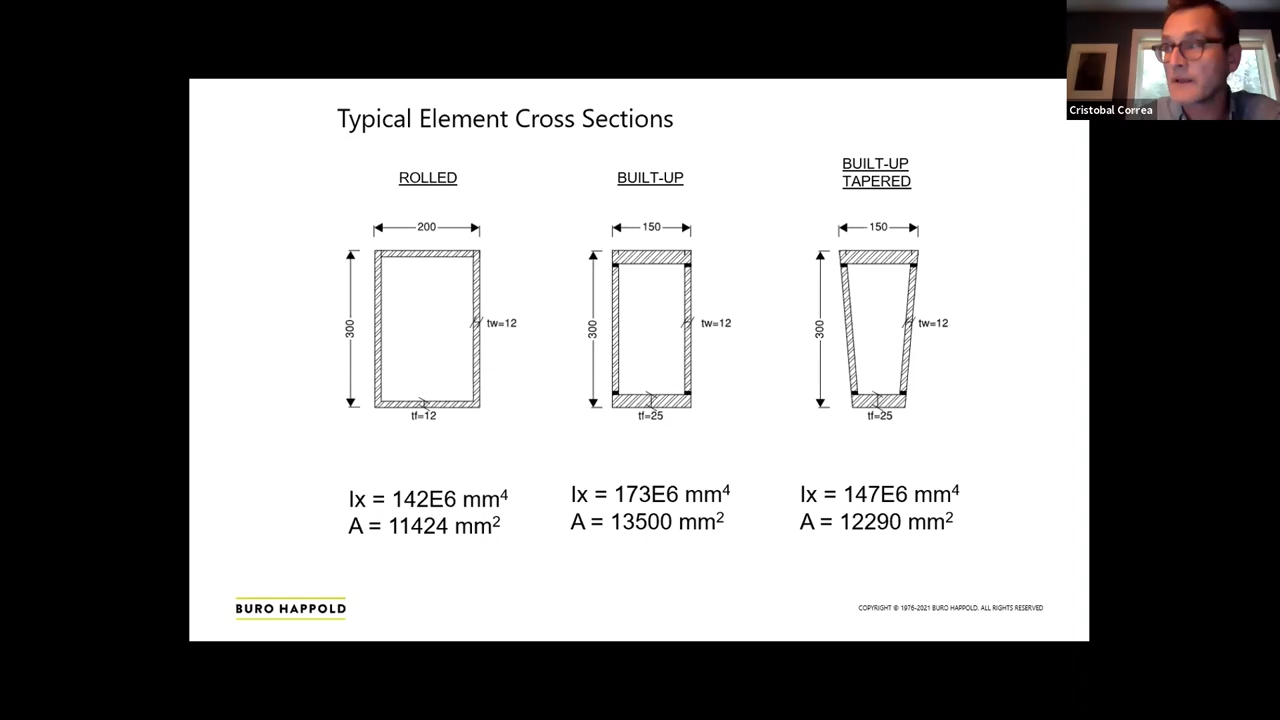 Cristobal Correa
Typical Element Cross Sections
ROLLED
BUILT-UP
BUILT-UP
TAPERED
200
150
150
300
300
300
tw=12
tw=12
tw=12
tf=12
tf=25
tf=25
Ix = 142E6 mm⁴
A = 11424 mm²
Ix = 173E6 mm⁴
A = 13500 mm²
Ix = 147E6 mm⁴
A = 12290 mm²
BURO HAPPOLD
COPYRIGHT © 1976-2021 BURO HAPPOLD. ALL RIGHTS RESERVED